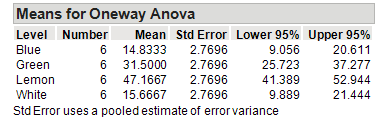 Means for Oneway Anova
Level Number Mean Std Error Lower 95% Upper 95%
Blue 6 14.8333 2.7696 9.056 20.611
Green 6 31.5000 2.7696 25.723 37.277
Lemon 6 47.1667 2.7696 41.389 52.944
White 6 15.6667 2.7696 9.889 21.444
Std Error uses a pooled estimate of error variance